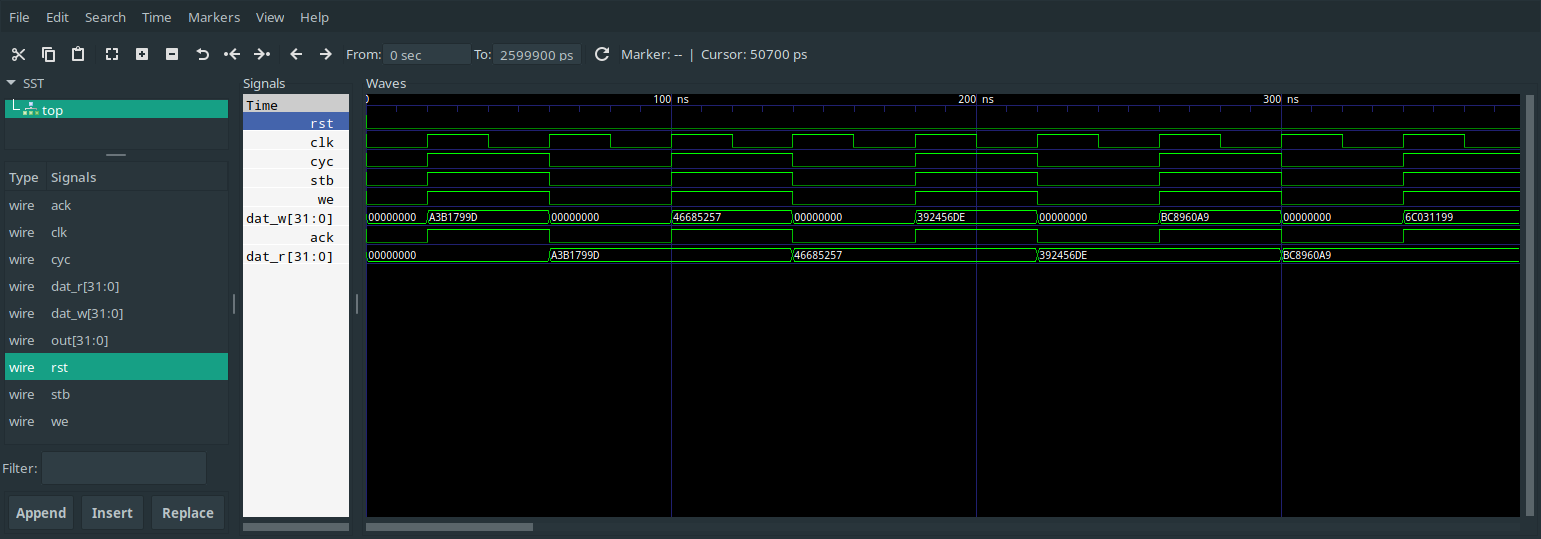 File Edit Search Time Markers View Help
From: 0 sec To: 2599900 ps Marker: -- | Cursor: 50700 ps
SST
top
Type Signals
wire ack
wire clk
wire cyc
wire dat_r[31:0]
wire dat_w[31:0]
wire out[31:0]
wire rst
wire stb
wire we
Filter:
Append Insert Replace
Signals
Time
rst
clk
cyc
stb
we
dat_w[31:0]
ack
dat_r[31:0]
Waves
0 100 ns 200 ns 300 ns
00000000 A3B1799D 00000000 46685257 00000000 392456DE 00000000 BC8960A9 00000000 6C031199
00000000 A3B1799D 46685257 392456DE BC8960A9